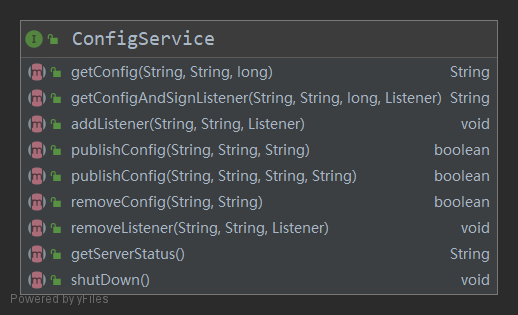 I ConfigService
m getConfig(String, String, long) String
m getConfigAndSignListener(String, String, long, Listener) String
m addListener(String, String, Listener) void
m publishConfig(String, String, String) boolean
m publishConfig(String, String, String, String) boolean
m removeConfig(String, String) boolean
m removeListener(String, String, Listener) void
m getServerStatus() String
m shutDown() void
Powered by yFiles